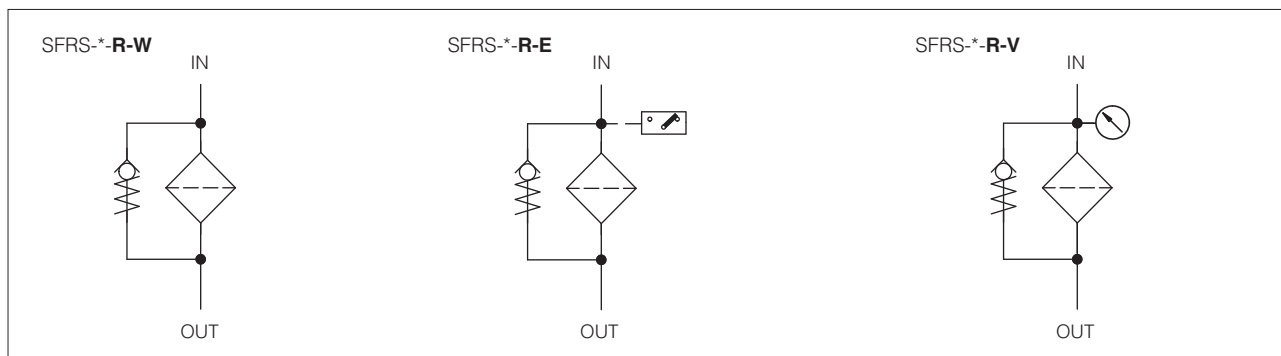 SFRS-*-R-W
IN
OUT
SFRS-*-R-E
IN
OUT
SFRS-*-R-V
IN
OUT